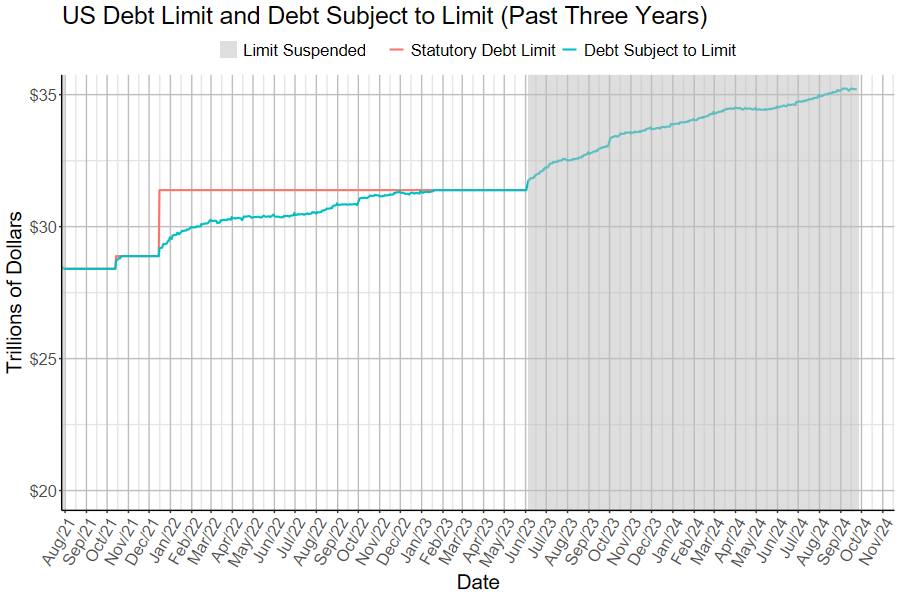 US Debt Limit and Debt Subject to Limit (Past Three Years)
Limit Suspended Statutory Debt Limit Debt Subject to Limit
Trillions of Dollars
$35
$30
$25
$20
Aug/21 Sep/21 Oct/21 Nov/21 Dec/21 Jan/22 Feb/22 Mar/22 Apr/22 May/22 Jun/22 Jul/22 Aug/22 Sep/22 Oct/22 Nov/22 Dec/22 Jan/23 Feb/23 Mar/23 Apr/23 May/23 Jun/23 Jul/23 Aug/23 Sep/23 Oct/23 Nov/23 Dec/23 Jan/24 Feb/24 Mar/24 Apr/24 May/24 Jun/24 Jul/24 Aug/24 Sep/24 Oct/24 Nov/24
Date